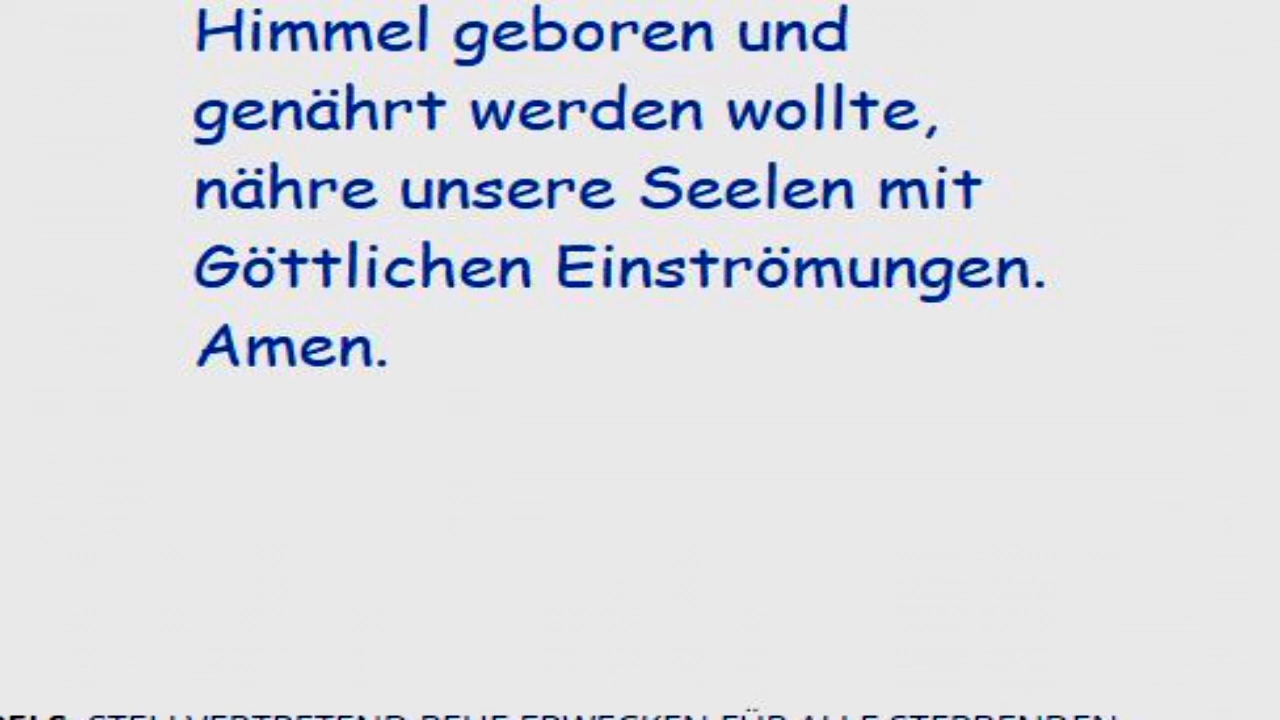 Himmel geboren und
genährt werden wollte,
nähre unsere Seelen mit
Göttlichen Einströmungen.
Amen.
STELLVERTRETEND REUE ERWECKEN FÜR ALLE STERBENDEN